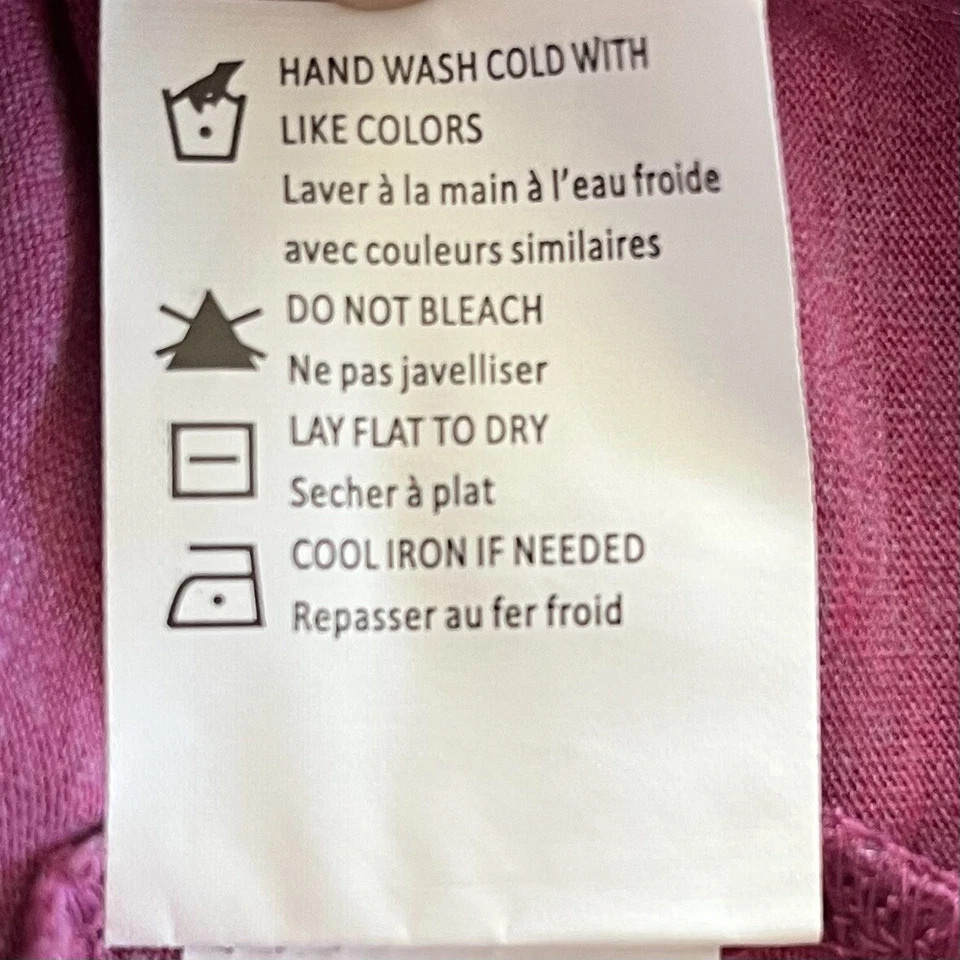 HAND WASH COLD WITH
LIKE COLORS
Laver à la main à l'eau froide
avec couleurs similaires
DO NOT BLEACH
Ne pas javelliser
LAY FLAT TO DRY
Secher à plat
COOL IRON IF NEEDED
Repasser au fer froid